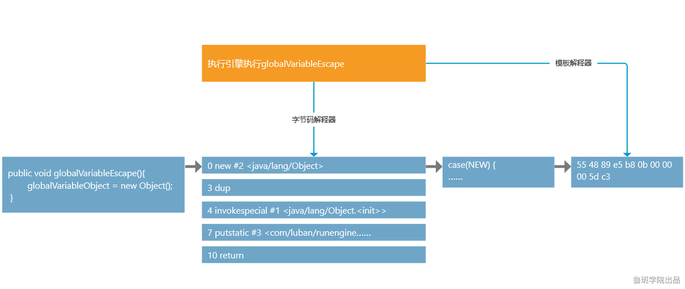 执行引擎执行globalVariableEscape
模板解释器
字节码解释器
public void globalVariableEscape(){
globalVariableObject = new Object();
}
0 new #2 <java/lang/Object>
3 dup
4 invokespecial #1 <java/lang/Object.<init>>
7 putstatic #3 <com/luban/runengine......
10 return
case(NEW) {
......
55 48 89 e5 b8 0b 00 00
00 5d c3
鲁班学院出品